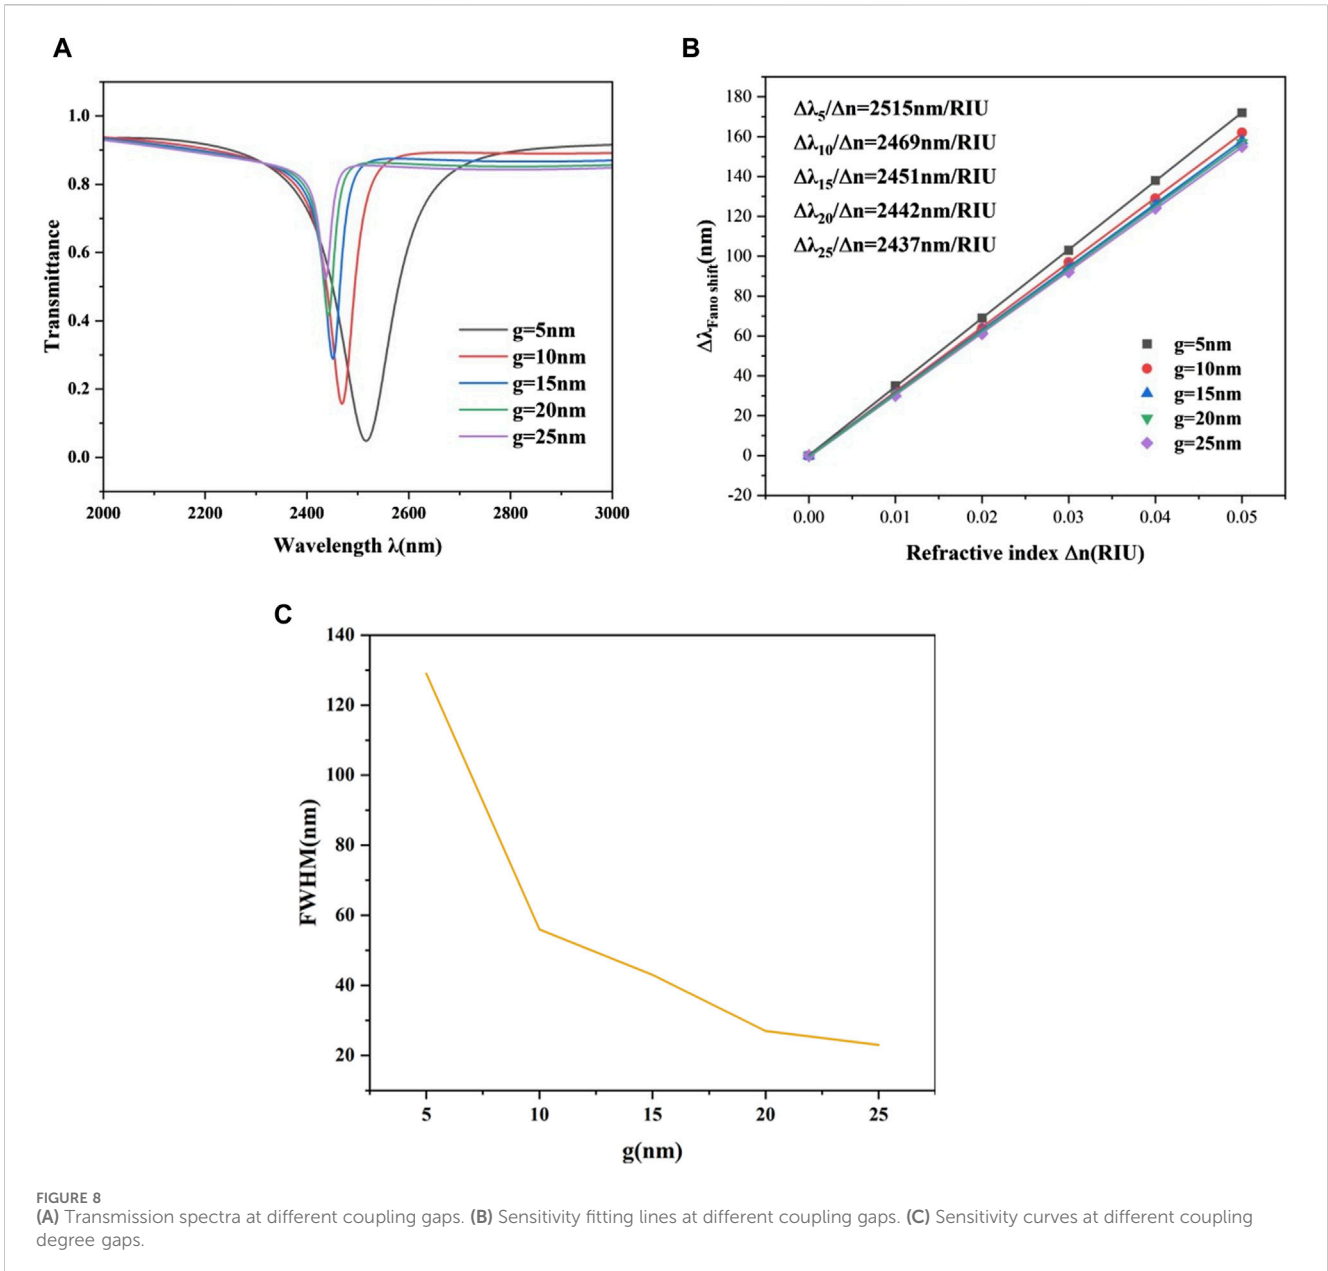 A
Transmittance
1.0
0.8
0.6
0.4
0.2
0.0
g=5nm
g=10nm
g=15nm
g=20nm
g=25nm
2000 2200 2400 2600 2800 3000
Wavelength λ(nm)
B
Δλ₅/Δn=2515nm/RIU
Δλ₁₀/Δn=2469nm/RIU
Δλ₁₅/Δn=2451nm/RIU
Δλ₂₀/Δn=2442nm/RIU
Δλ₂₅/Δn=2437nm/RIU
ΔλFano shift(nm)
180
160
140
120
100
80
60
40
20
0
-20
g=5nm
g=10nm
g=15nm
g=20nm
g=25nm
0.00 0.01 0.02 0.03 0.04 0.05
Refractive index Δn(RIU)
C
FWHM(nm)
140
120
100
80
60
40
20
5 10 15 20 25
g(nm)
FIGURE 8
(A) Transmission spectra at different coupling gaps. (B) Sensitivity fitting lines at different coupling gaps. (C) Sensitivity curves at different coupling
degree gaps.